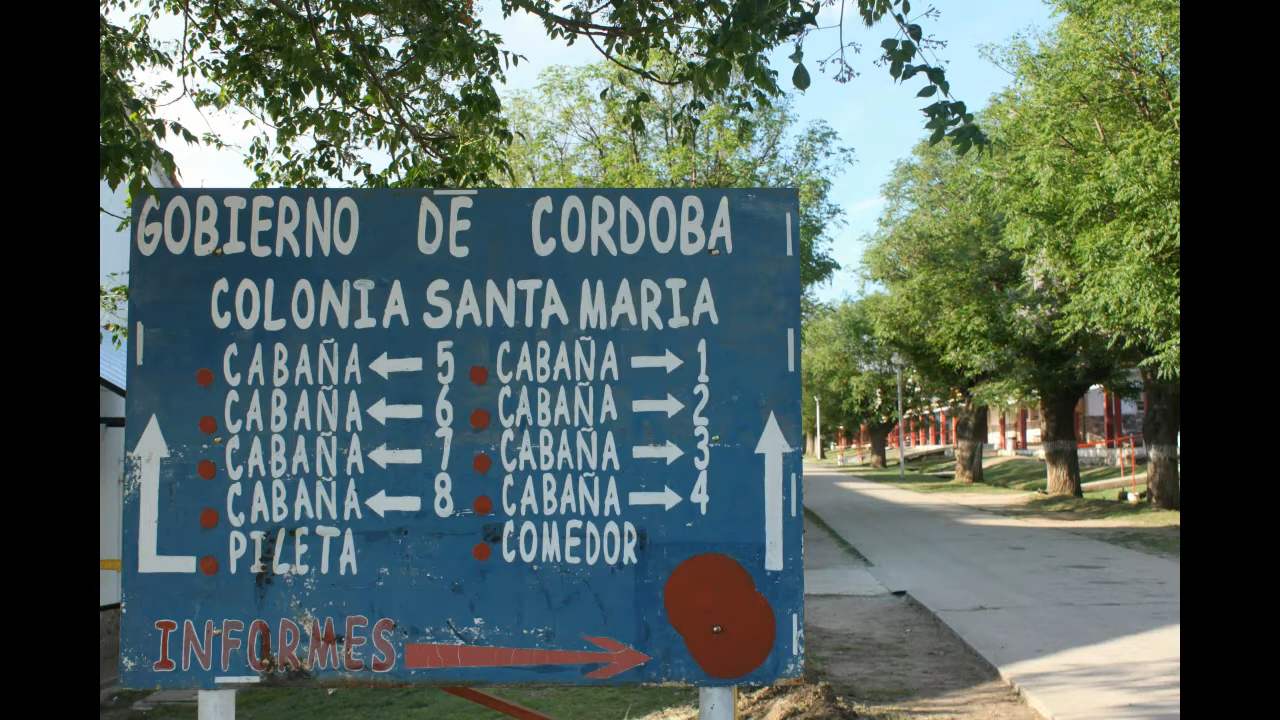 GOBIERNO DE CORDOBA
COLONIA SANTA MARIA
CABAÑA 5 CABAÑA 1
CABAÑA 6 CABAÑA 2
CABAÑA 7 CABAÑA 3
CABAÑA 8 CABAÑA 4
PILETA COMEDOR
INFORMES